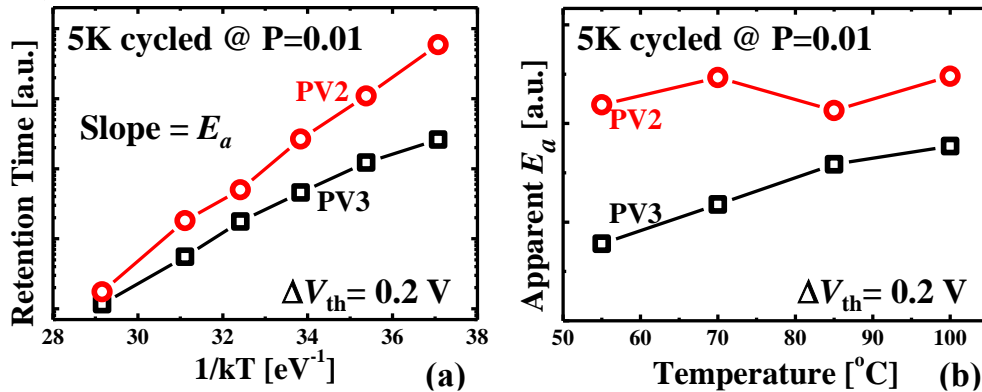 5K cycled @ P=0.01
PV2
Slope = Eₐ
PV3
ΔVth= 0.2 V
Retention Time [a.u.]
28 30 32 34 36 38
1/kT [eV⁻¹]
(a)
5K cycled @ P=0.01
PV2
PV3
ΔVth= 0.2 V
Apparent Eₐ [a.u.]
50 60 70 80 90 100
Temperature [°C]
(b)